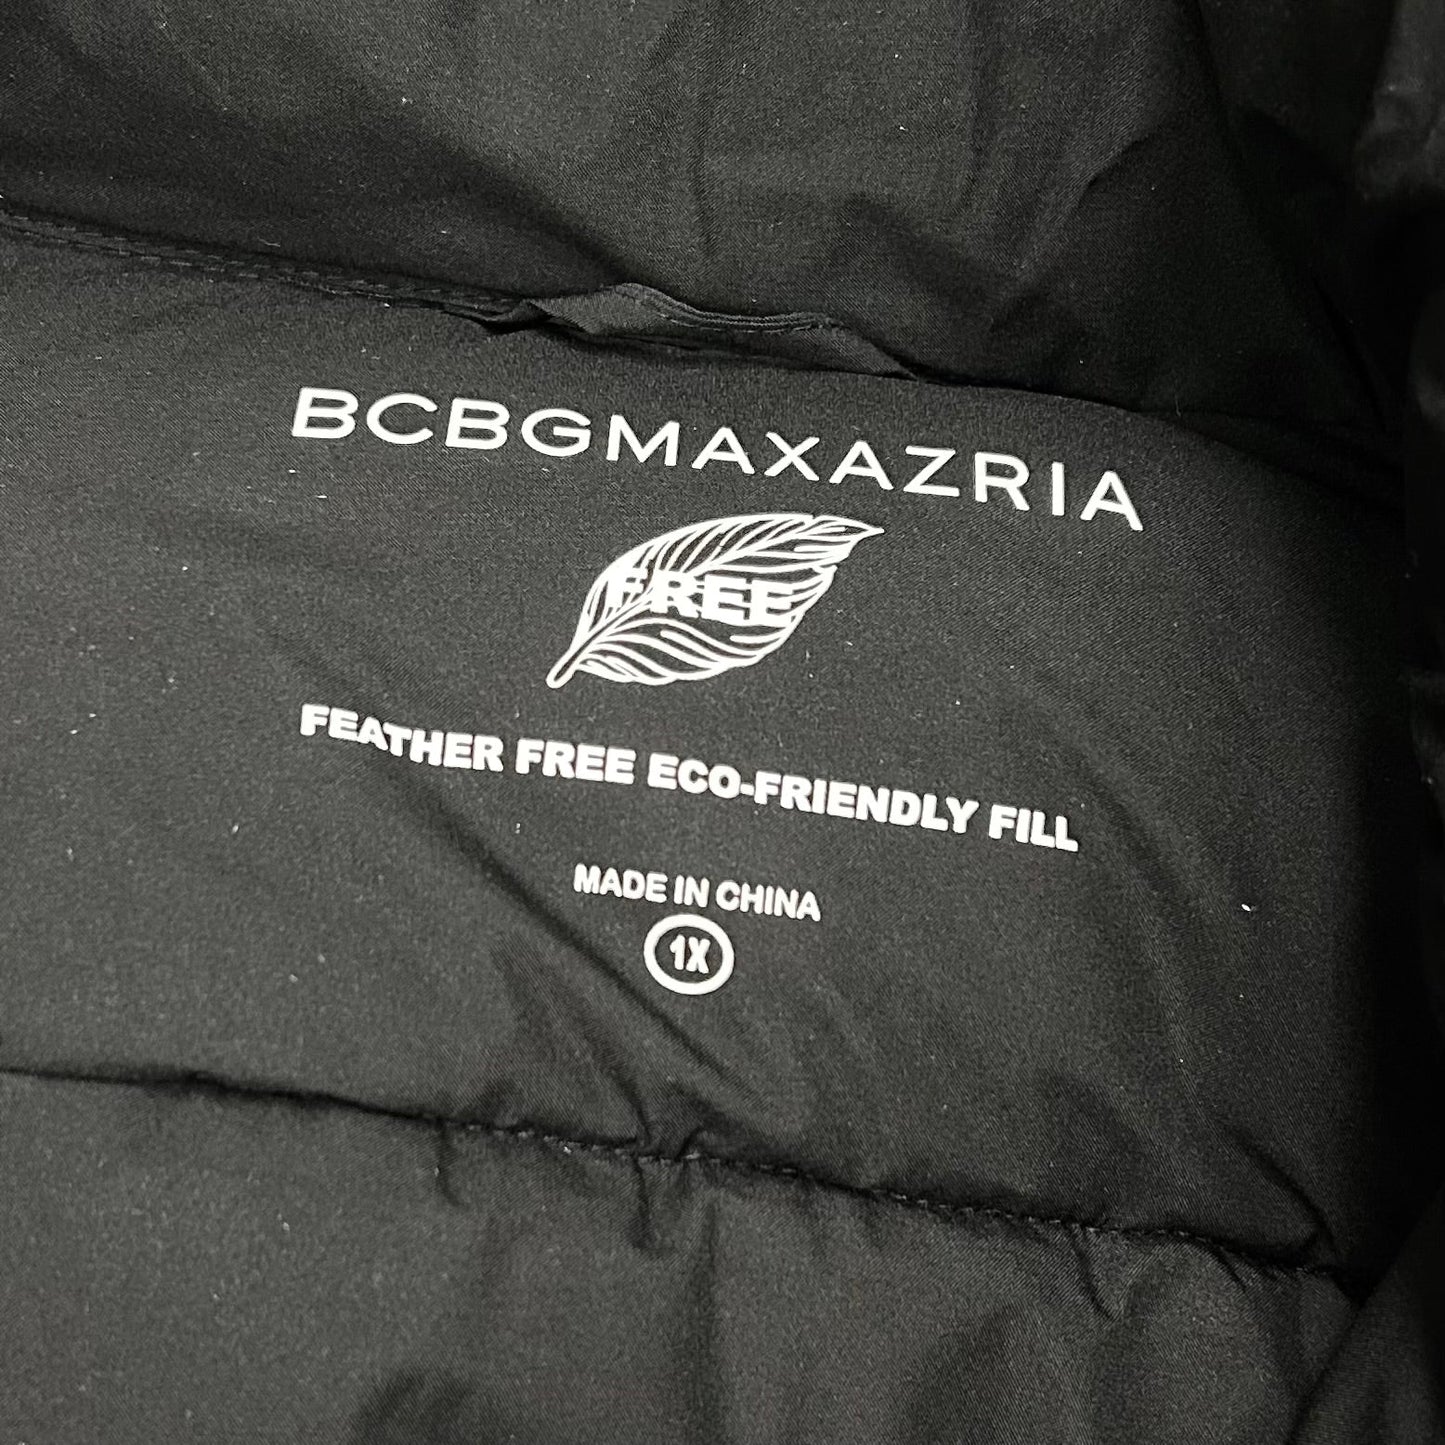 BCBGMAXAZRIA
FREE
FEATHER FREE ECO-FRIENDLY FILL
MADE IN CHINA
1X